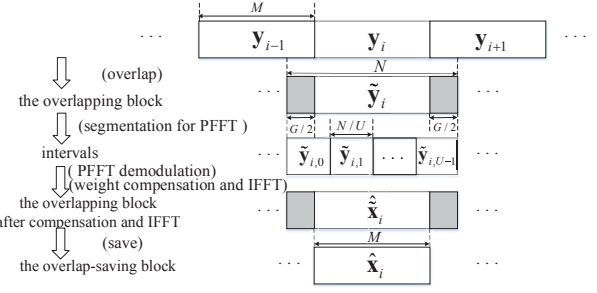 M
· · · y_{i−1} y_i y_{i+1} · · ·
(overlap)
N
the overlapping block · · · ỹ_i · · ·
(segmentation for PFFT )
G / 2 N / U G / 2
intervals · · · ỹ_{i,0} ỹ_{i,1} · · · ỹ_{i,U−1} · · ·
( PFFT demodulation)
(weight compensation and IFFT)
the overlapping block · · · x̃̂_i · · ·
after compensation and IFFT
(save)
M
the overlap-saving block · · · x̂_i · · ·